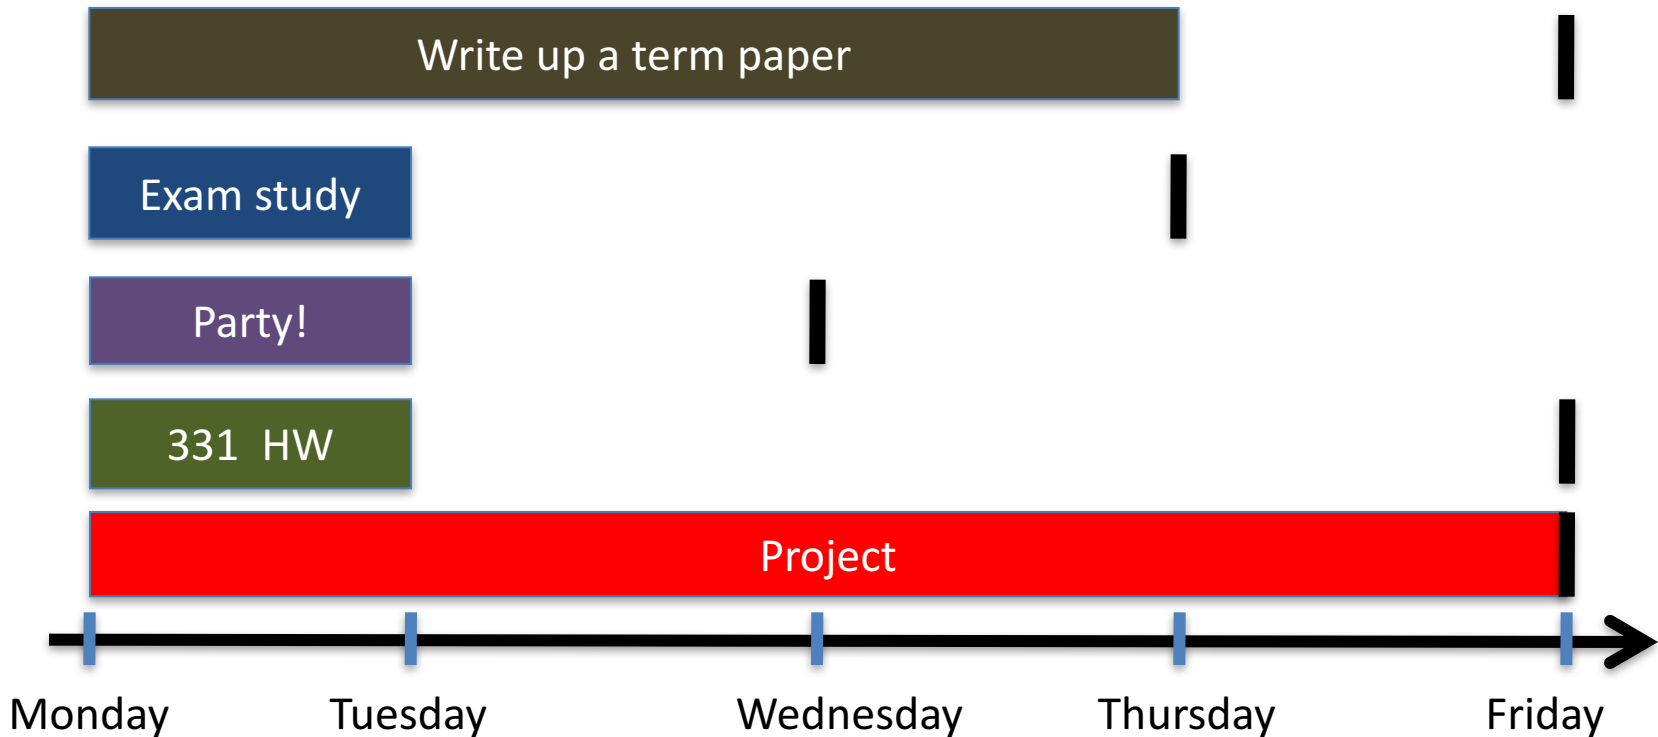 Write up a term paper
Exam study
Party!
331 HW
Project
Monday Tuesday Wednesday Thursday Friday